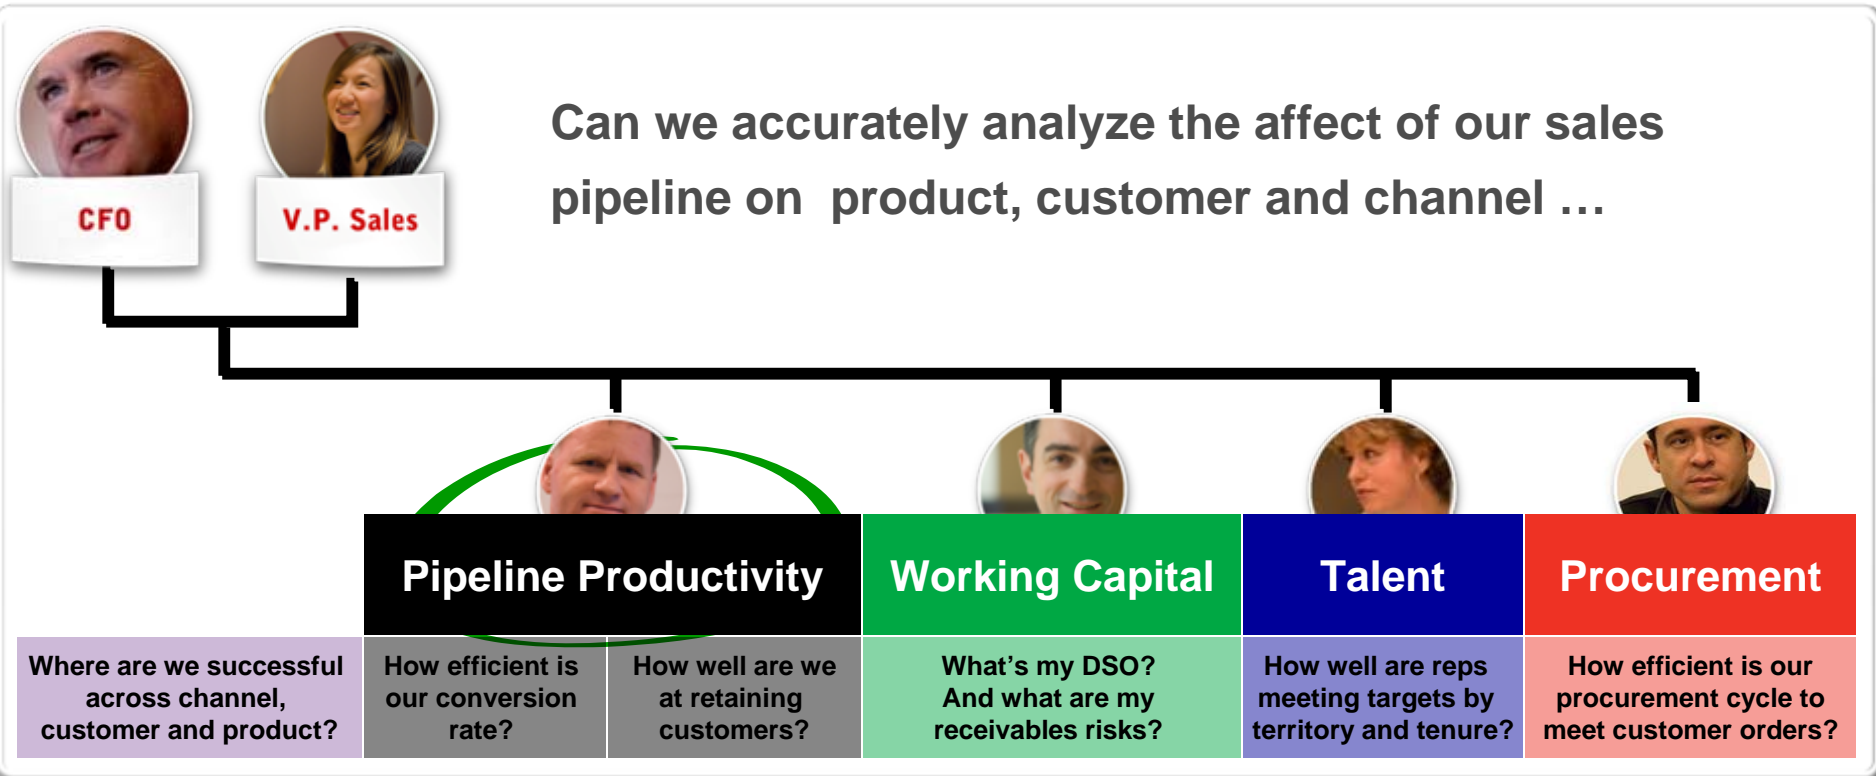 CFO
V.P. Sales
Can we accurately analyze the affect of our sales
pipeline on product, customer and channel …
Pipeline Productivity
Working Capital
Talent
Procurement
Where are we successful
across channel,
customer and product?
How efficient is
our conversion
rate?
How well are we
at retaining
customers?
What’s my DSO?
And what are my
receivables risks?
How well are reps
meeting targets by
territory and tenure?
How efficient is our
procurement cycle to
meet customer orders?